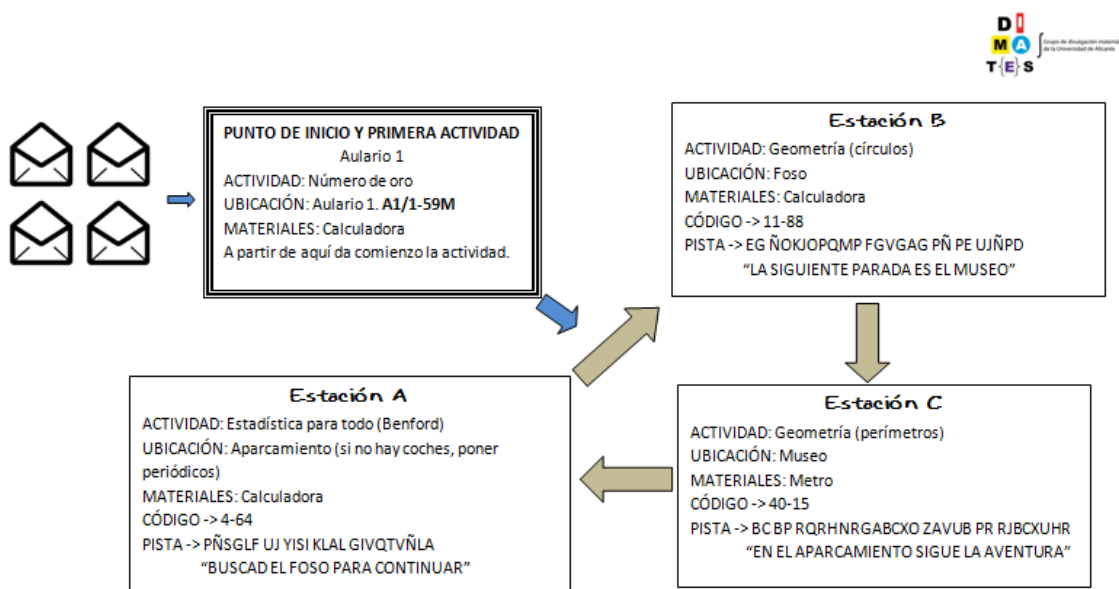 DI
MA
T{E}S
Grupo de divulgación matemática
de la Universidad de Alicante
PUNTO DE INICIO Y PRIMERA ACTIVIDAD
Aulario 1
ACTIVIDAD: Número de oro
UBICACIÓN: Aulario 1. A1/1-59M
MATERIALES: Calculadora
A partir de aquí da comienzo la actividad.
Estación B
ACTIVIDAD: Geometría (círculos)
UBICACIÓN: Foso
MATERIALES: Calculadora
CÓDIGO -> 11-88
PISTA -> EG ÑOKJOPQMP FGVGAG PÑ PE UJÑPD
“LA SIGUIENTE PARADA ES EL MUSEO”
Estación A
ACTIVIDAD: Estadística para todo (Benford)
UBICACIÓN: Aparcamiento (si no hay coches, poner
periódicos)
MATERIALES: Calculadora
CÓDIGO -> 4-64
PISTA -> PÑSGLF UJ YISI KLAL GIVQTVÑLA
“BUSCAD EL FOSO PARA CONTINUAR”
Estación C
ACTIVIDAD: Geometría (perímetros)
UBICACIÓN: Museo
MATERIALES: Metro
CÓDIGO -> 40-15
PISTA -> BC BP RQRHNRGABCXO ZAVUB PR RJBCXUHR
“EN EL APARCAMIENTO SIGUE LA AVENTURA”